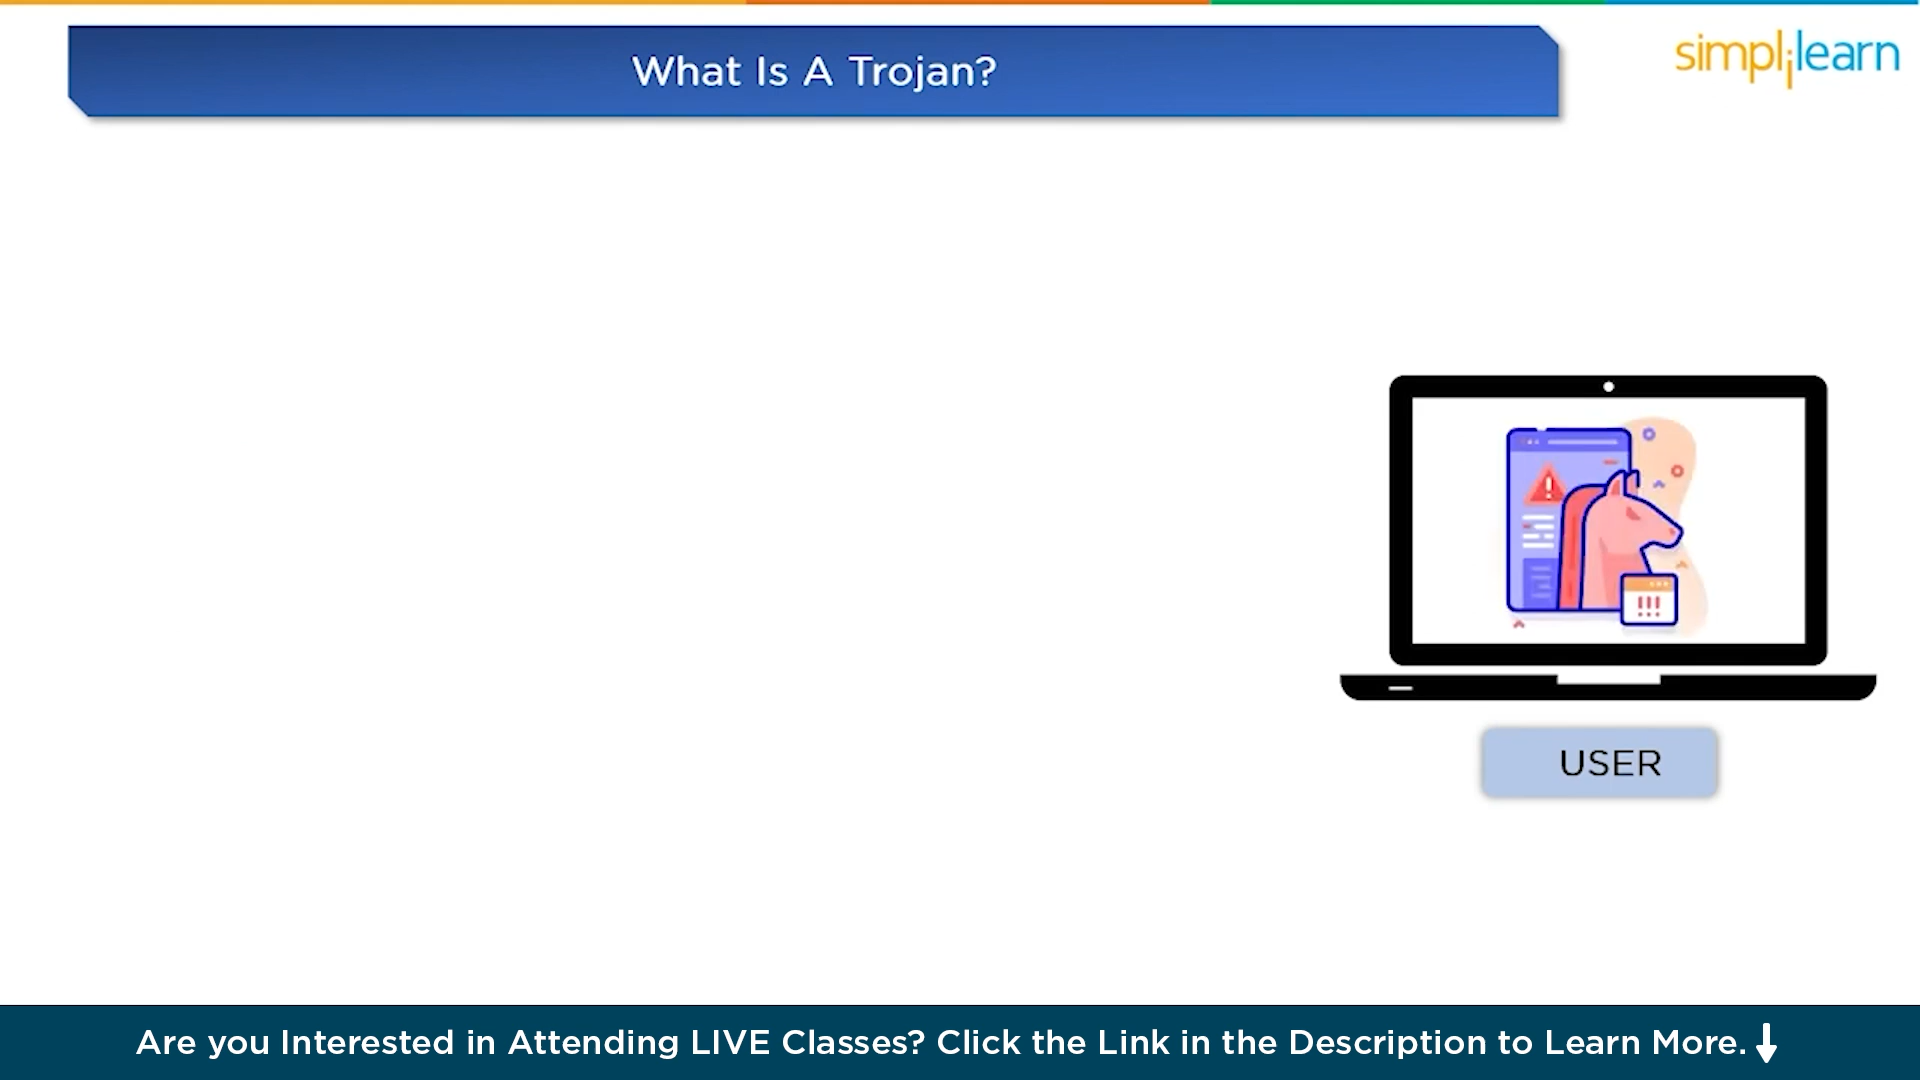 What Is A Trojan?
simplilearn
USER
Are you Interested in Attending LIVE Classes? Click the Link in the Description to Learn More.